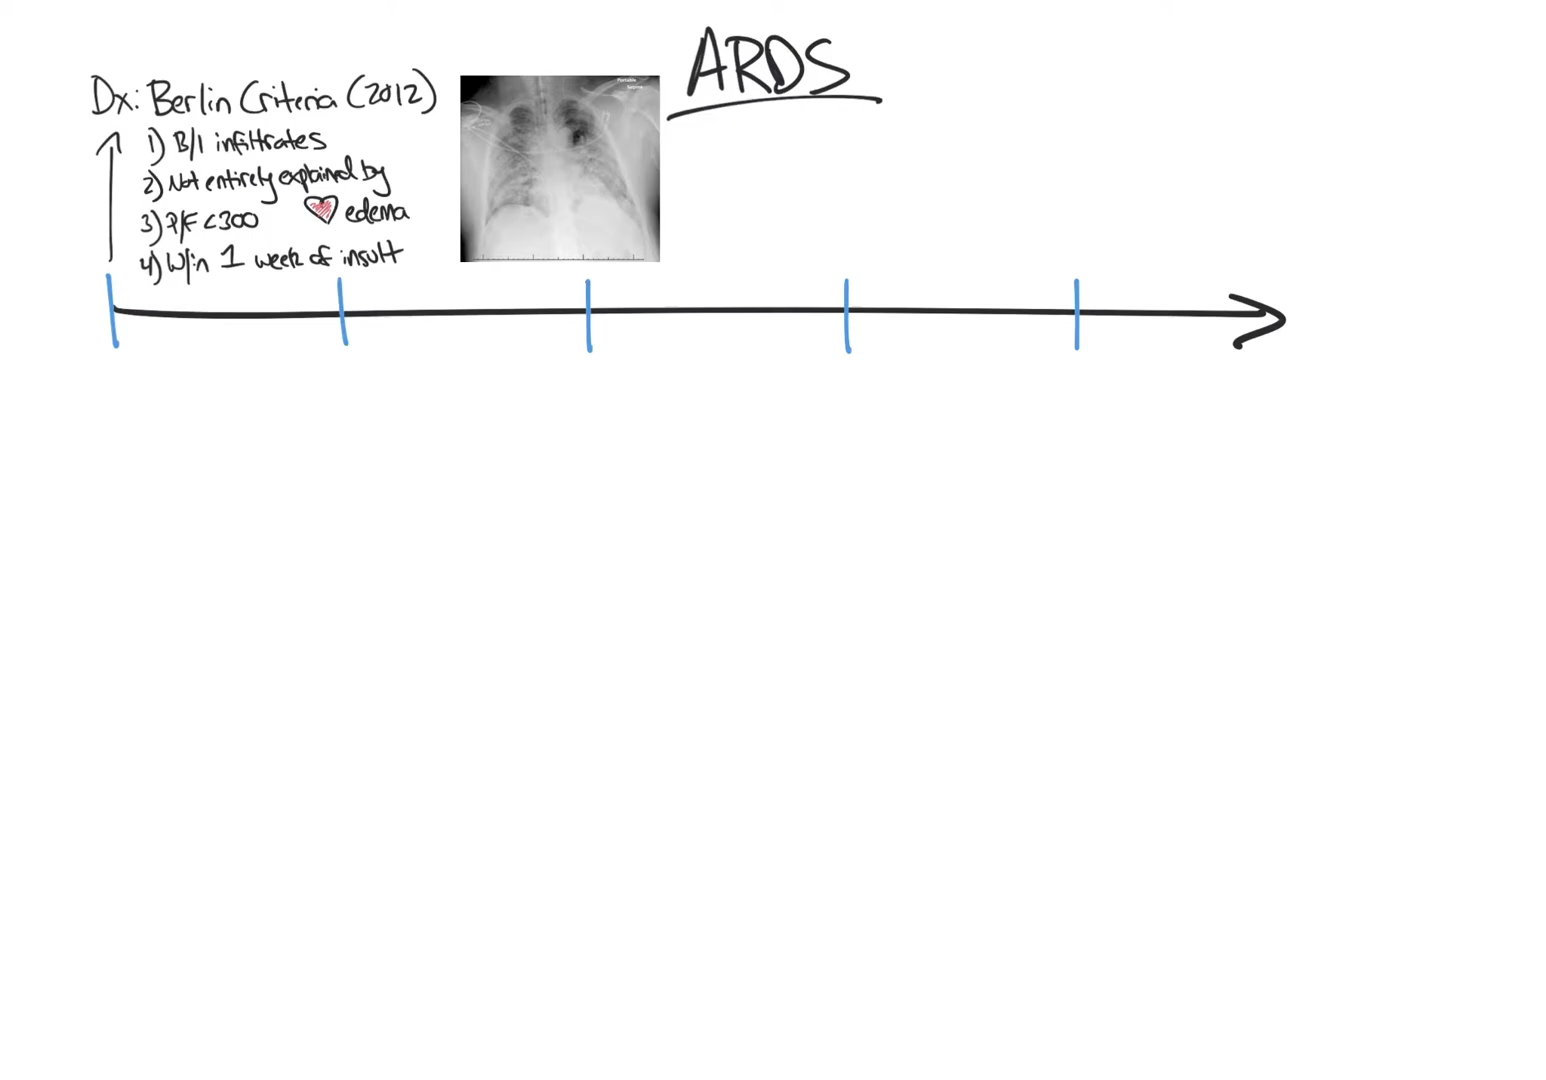 ARDS
Dx: Berlin Criteria (2012)
1) B/l infiltrates
2) Not entirely explained by
edema
3) P/F <300
4) W/in 1 week of insult
Portable